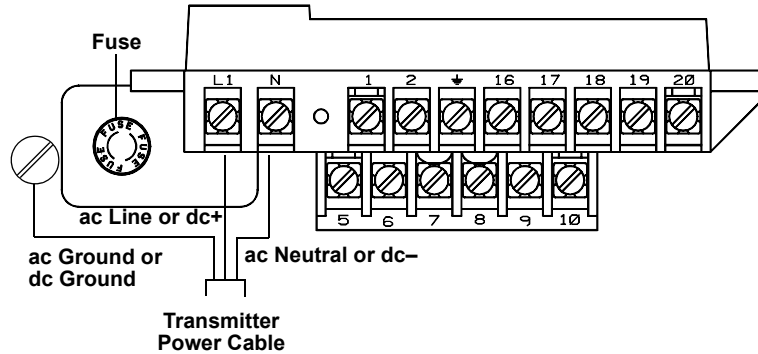 Fuse
L1 N 1 2 16 17 18 19 20
FUSE FUSE FUSE
5 6 7 8 9 10
ac Line or dc+
ac Ground or
dc Ground
ac Neutral or dc–
Transmitter
Power Cable